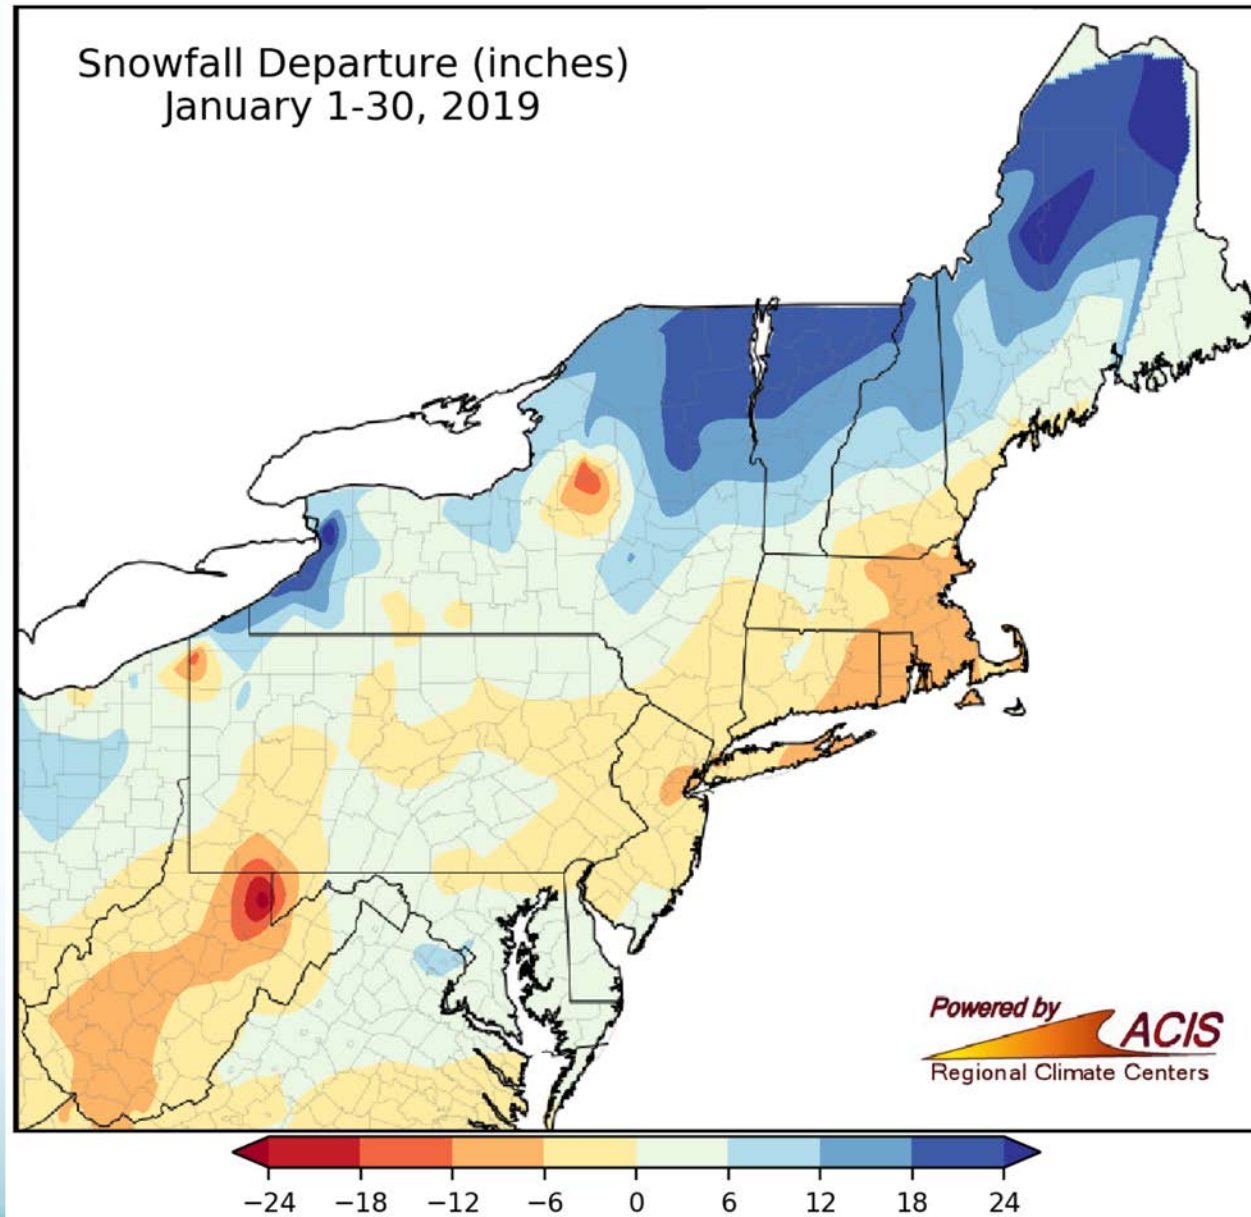 Snowfall Departure (inches)
January 1-30, 2019
Powered by
ACIS
Regional Climate Centers
−24 −18 −12 −6 0 6 12 18 24